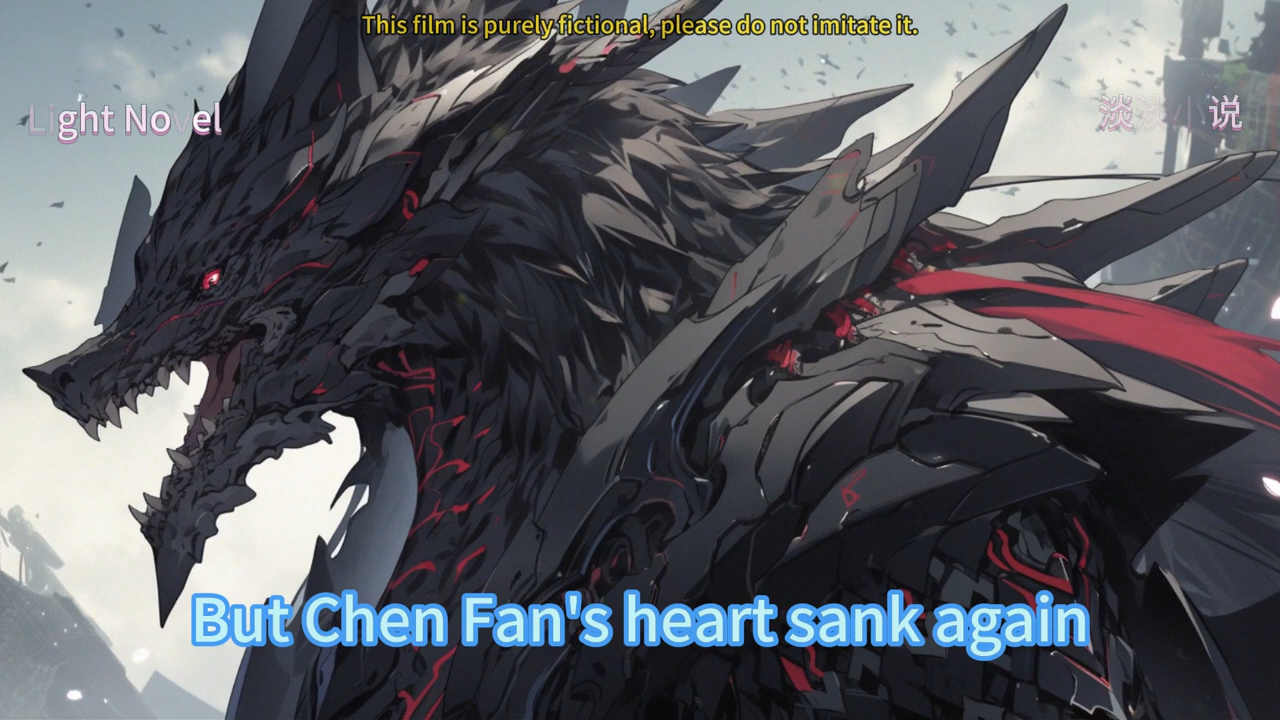 This film is purely fictional, please do not imitate it.
Light Novel
淡淡小说
But Chen Fan's heart sank again